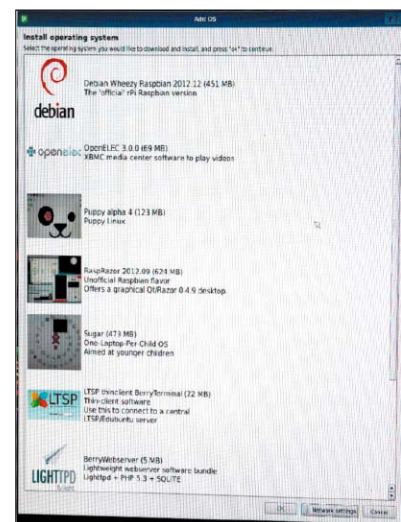 Add OS
Install operating system
Select the operating system you would like to download and install, and press "ok" to continue.
debian
Debian Wheezy Raspbian 2012.12 (451 MB)
The 'official' rPi Raspbian version
openelec
OpenELEC 3.0.0 (69 MB)
XBMC media center software to play videos
Puppy alpha 4 (123 MB)
Puppy Linux
RaspRazor 2012.09 (624 MB)
Unofficial Raspbian flavor
Offers a graphical Qt/Razor 0.4.9 desktop.
Sugar (473 MB)
One-Laptop-Per-Child OS
Aimed at younger children
LTSP
LTSP thinclient BerryTerminal (22 MB)
Thin-client software
Use this to connect to a central
LTSP/Edubuntu server
LIGHTTPD
BerryWebserver (5 MB)
Lightweight webserver software bundle
Lighttpd + PHP 5.3 + SQLITE
OK
Network settings
Cancel